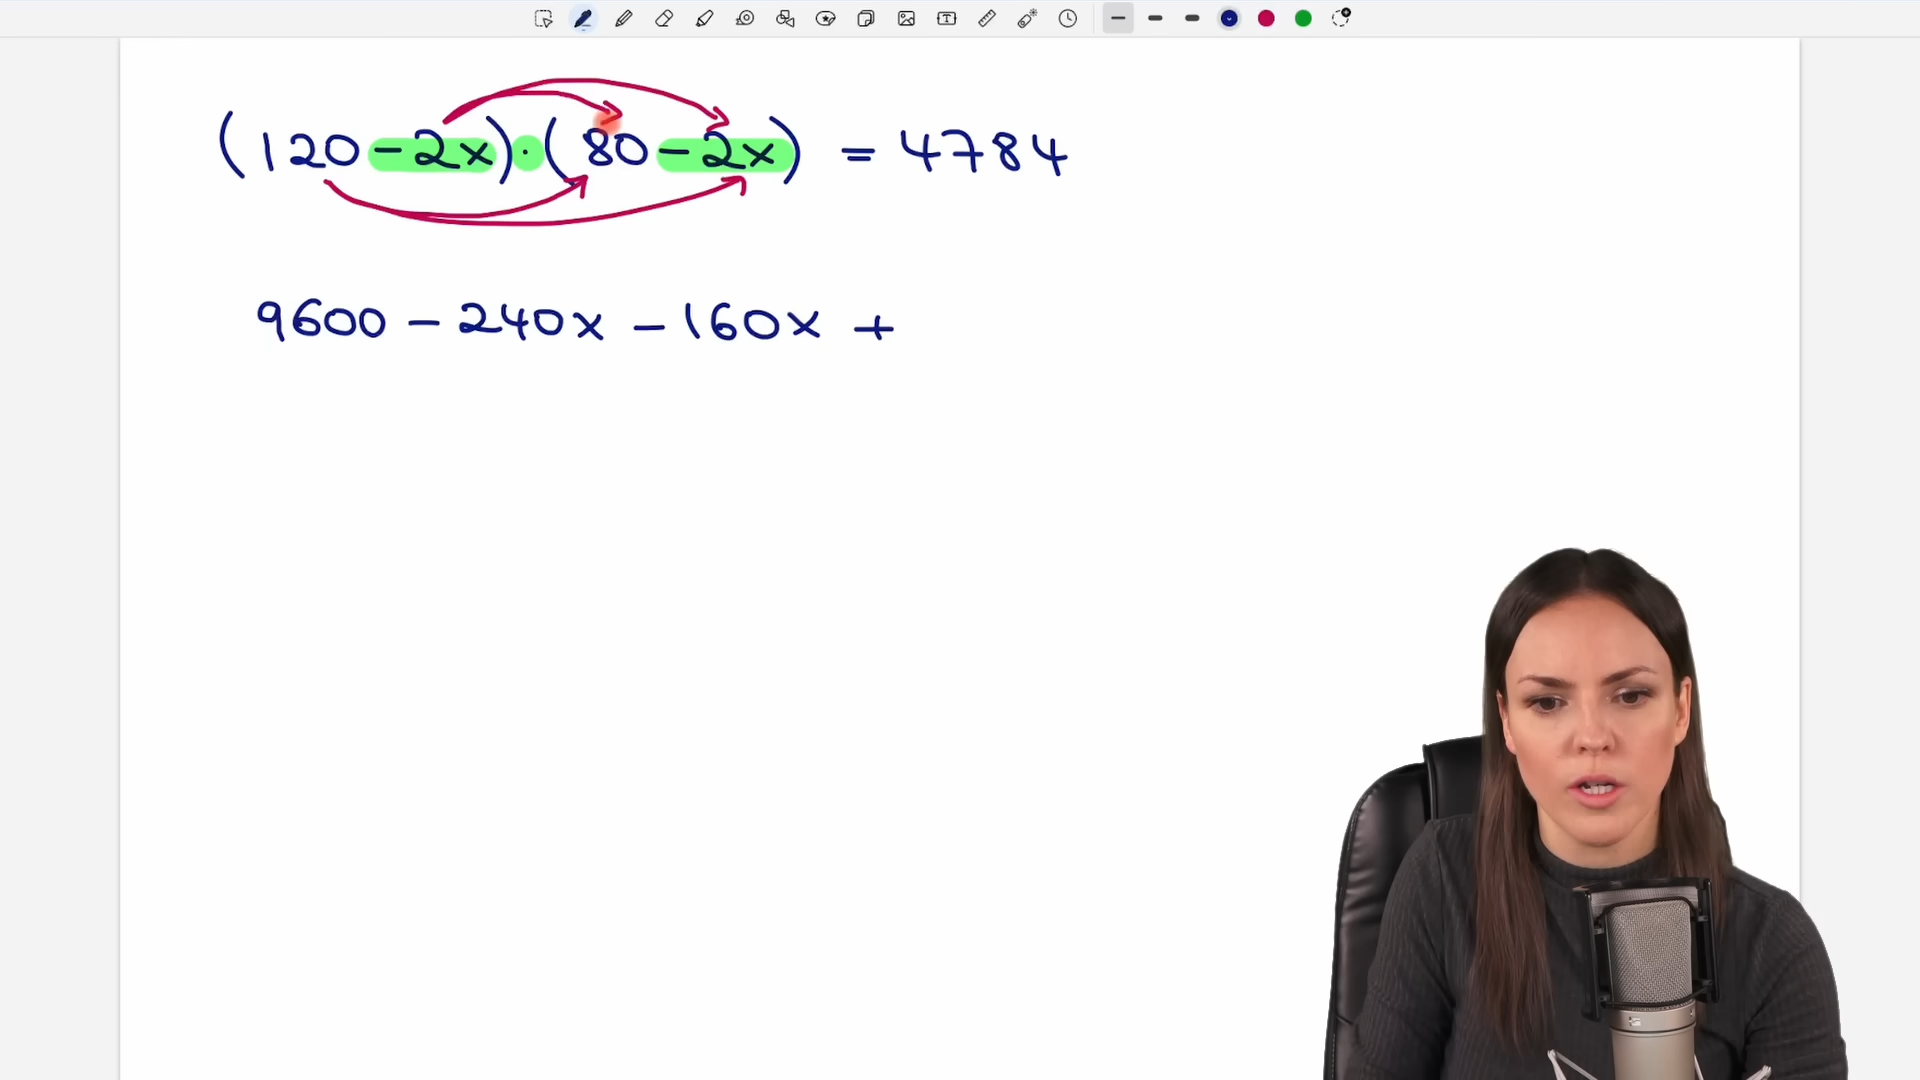 (120 - 2x) · (80 - 2x) = 4784
9600 - 240x - 160x +